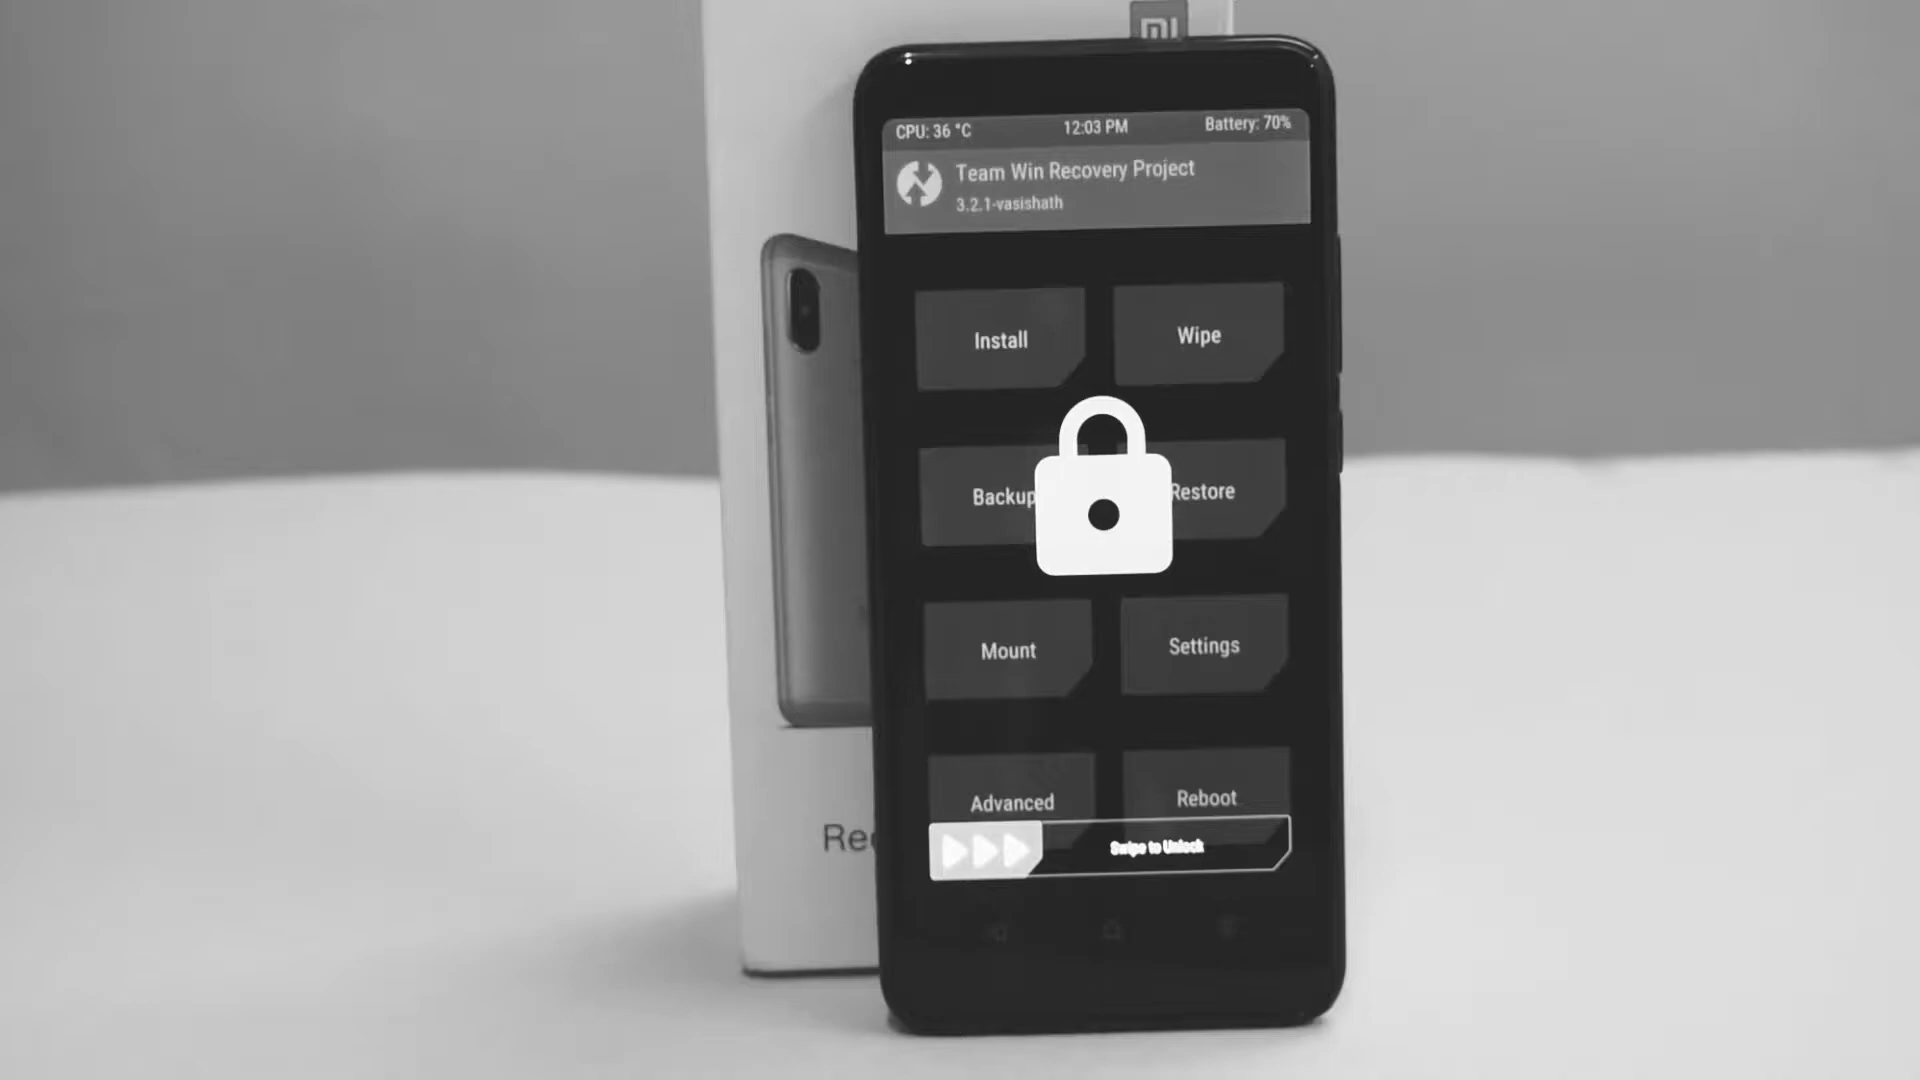 MI
CPU: 36 °C 12:03 PM Battery: 70%
Team Win Recovery Project
3.2.1-vasishath
Install Wipe
Backup Restore
Mount Settings
Advanced Reboot
Swipe to Unlock